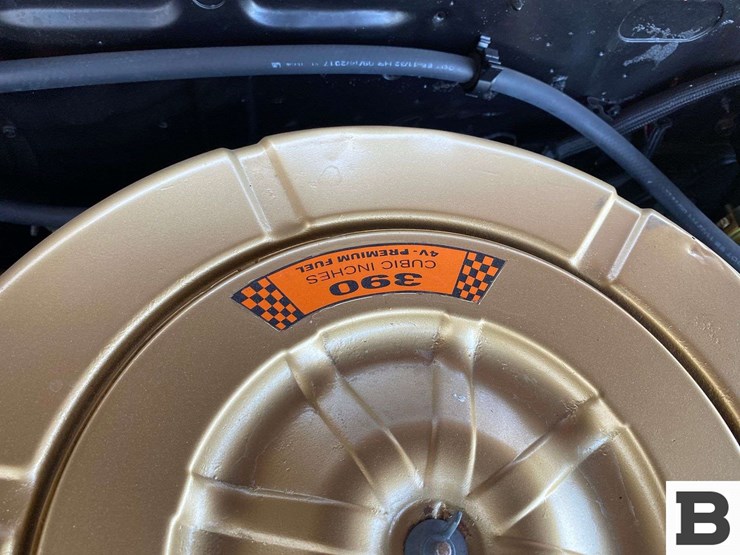 390
CUBIC INCHES
4V - PREMIUM FUEL
B